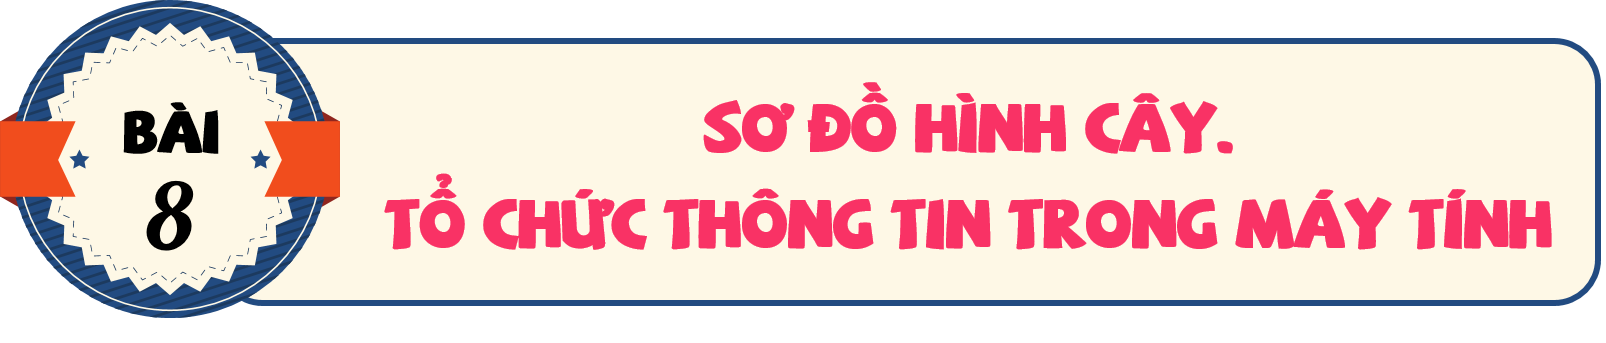 BÀI
8
SƠ ĐỒ HÌNH CÂY.
TỔ CHỨC THÔNG TIN TRONG MÁY TÍNH